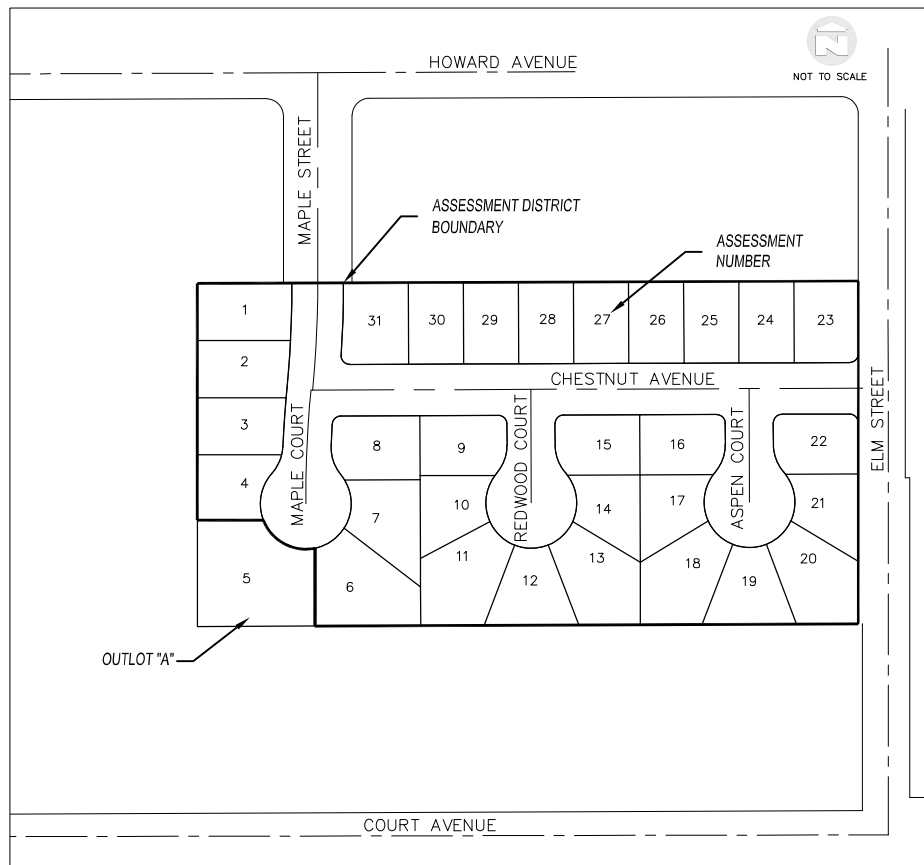 HOWARD AVENUE
N
NOT TO SCALE
MAPLE STREET
ASSESSMENT DISTRICT
BOUNDARY
ASSESSMENT
NUMBER
1
31
30
29
28
27
26
25
24
23
2
CHESTNUT AVENUE
ELM STREET
3
MAPLE COURT
8
9
REDWOOD COURT
15
16
ASPEN COURT
22
4
7
10
14
17
21
5
6
11
12
13
18
19
20
OUTLOT "A"
COURT AVENUE